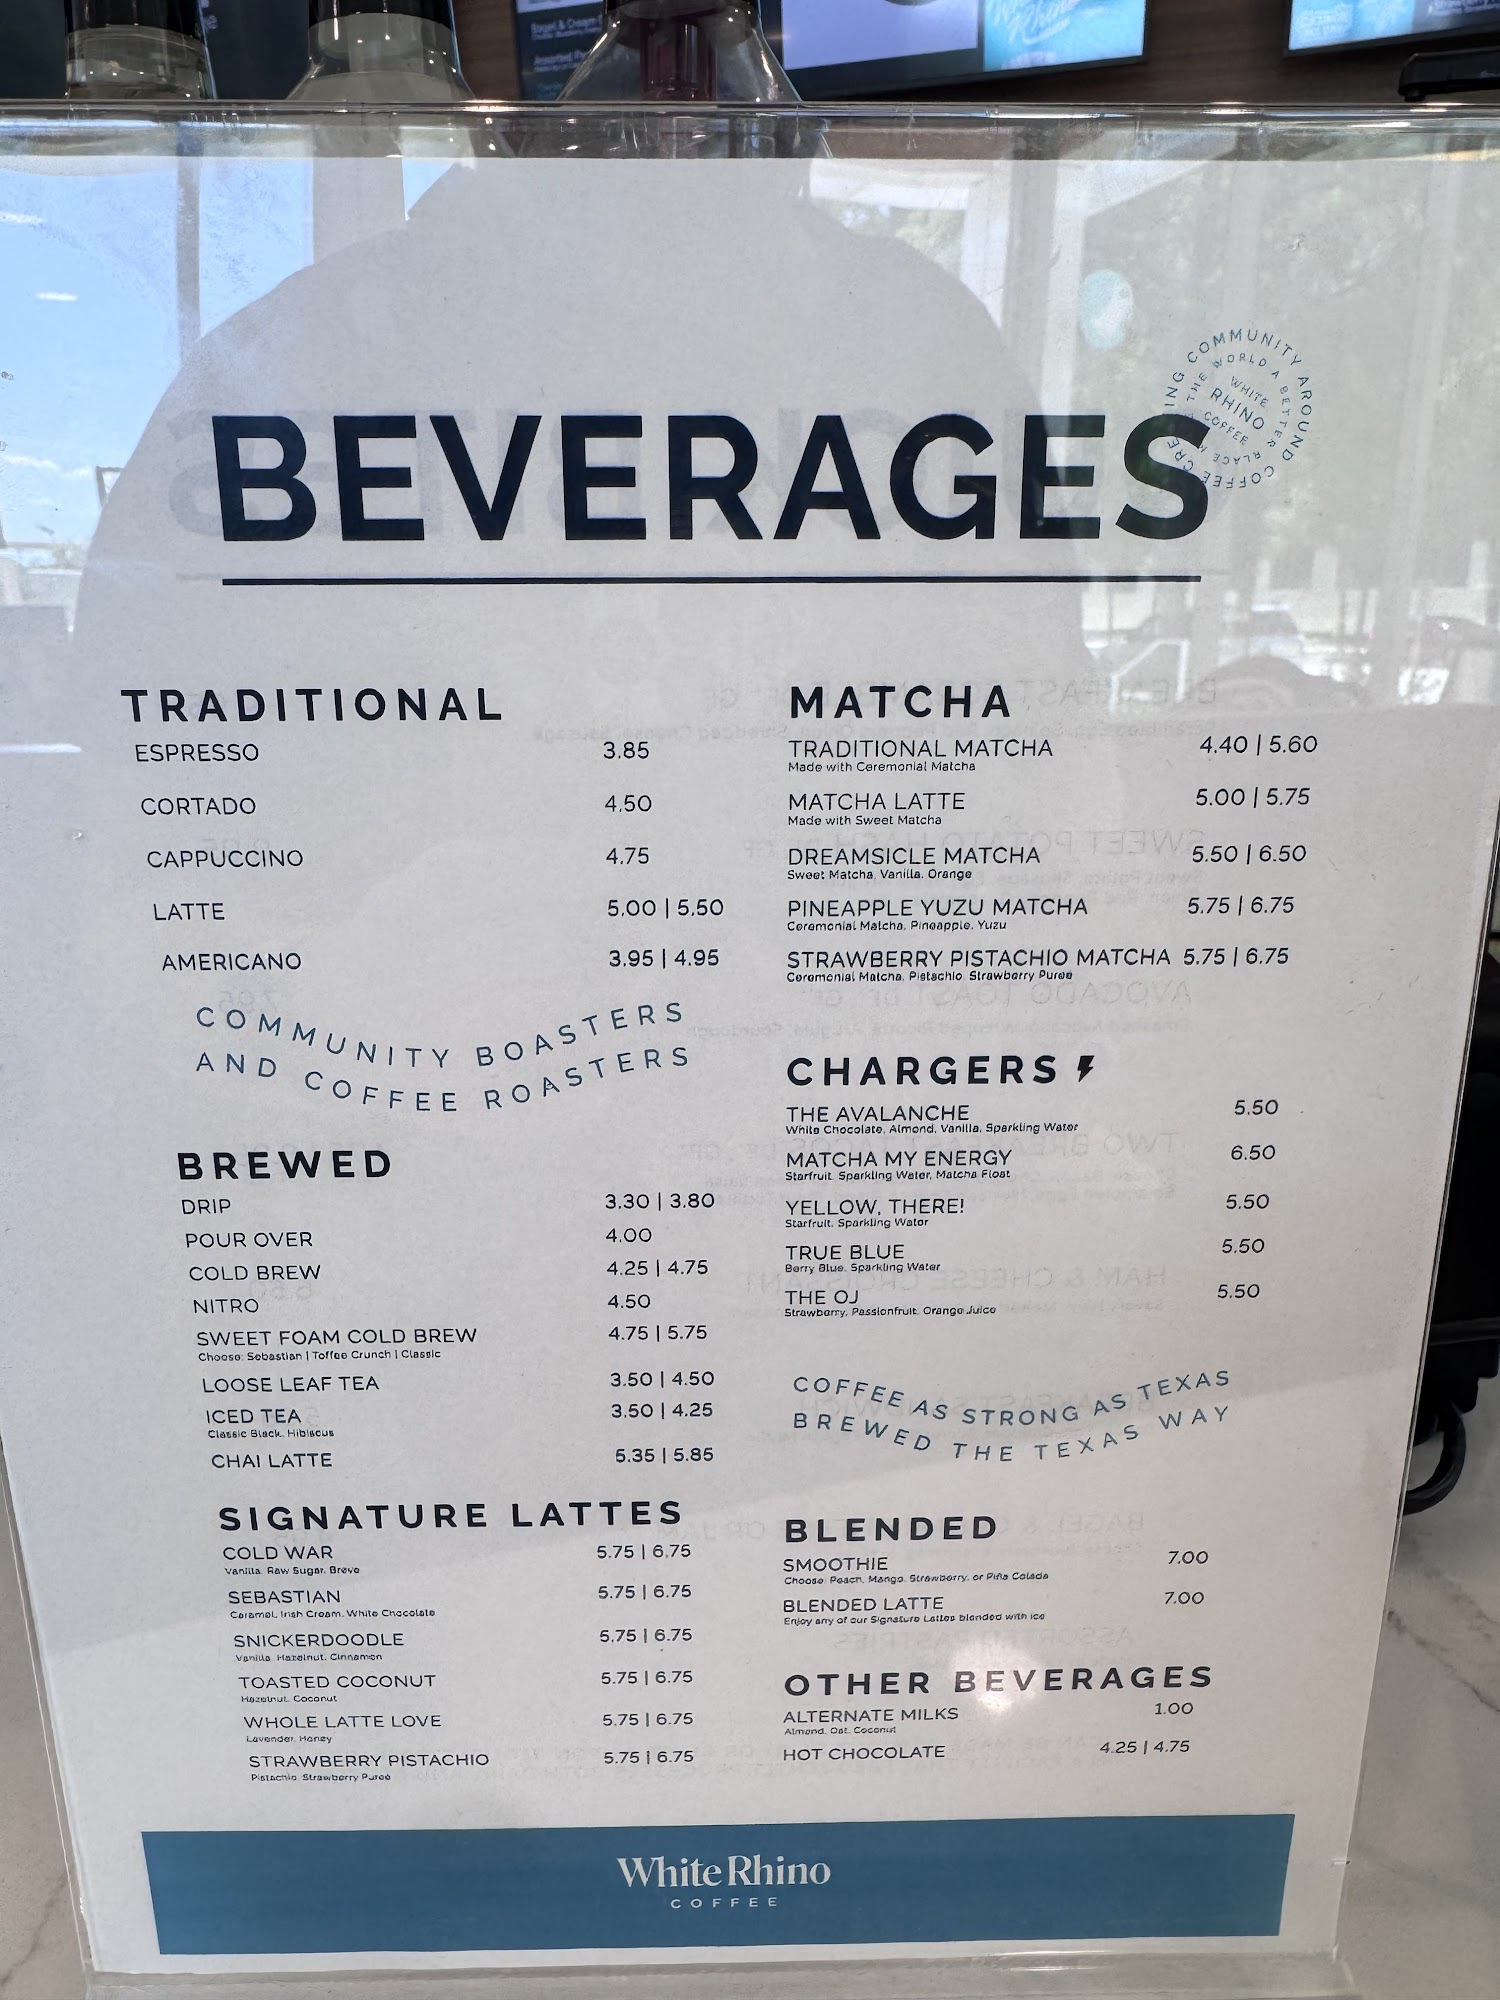 BEVERAGES
WHITE
RHINO
COFFEE
TRADITIONAL
ESPRESSO 3.85
CORTADO 4.50
CAPPUCCINO 4.75
LATTE 5.00 | 5.50
AMERICANO 3.95 | 4.95
COMMUNITY BOASTERS
AND COFFEE ROASTERS
BREWED
DRIP 3.30 | 3.80
POUR OVER 4.00
COLD BREW 4.25 | 4.75
NITRO 4.50
SWEET FOAM COLD BREW 4.75 | 5.75
Choose: Sebastian | Toffee Crunch | Classic
LOOSE LEAF TEA 3.50 | 4.50
ICED TEA 3.50 | 4.25
Classic Black, Hibiscus
CHAI LATTE 5.35 | 5.85
SIGNATURE LATTES
COLD WAR 5.75 | 6.75
Vanilla, Raw Sugar, Breve
SEBASTIAN 5.75 | 6.75
Caramel, Irish Cream, White Chocolate
SNICKERDOODLE 5.75 | 6.75
Vanilla, Hazelnut, Cinnamon
TOASTED COCONUT 5.75 | 6.75
Hazelnut, Coconut
WHOLE LATTE LOVE 5.75 | 6.75
Lavender, Honey
STRAWBERRY PISTACHIO 5.75 | 6.75
Pistachio, Strawberry Pureé
MATCHA
TRADITIONAL MATCHA 4.40 | 5.60
Made with Ceremonial Matcha
MATCHA LATTE 5.00 | 5.75
Made with Sweet Matcha
DREAMSICLE MATCHA 5.50 | 6.50
Sweet Matcha, Vanilla, Orange
PINEAPPLE YUZU MATCHA 5.75 | 6.75
Ceremonial Matcha, Pineapple, Yuzu
STRAWBERRY PISTACHIO MATCHA 5.75 | 6.75
Ceremonial Matcha, Pistachio, Strawberry Pureé
CHARGERS
THE AVALANCHE 5.50
White Chocolate, Almond, Vanilla, Sparkling Water
MATCHA MY ENERGY 6.50
Starfruit, Sparkling Water, Matcha Float
YELLOW, THERE! 5.50
Starfruit, Sparkling Water
TRUE BLUE 5.50
Berry Blue, Sparkling Water
THE OJ 5.50
Strawberry, Passionfruit, Orange Juice
COFFEE AS STRONG AS TEXAS
BREWED THE TEXAS WAY
BLENDED
SMOOTHIE 7.00
Choose: Peach, Mango, Strawberry, or Piña Colada
BLENDED LATTE 7.00
Enjoy any of our Signature Lattes blended with ice
OTHER BEVERAGES
ALTERNATE MILKS 1.00
Almond, Oat, Coconut
HOT CHOCOLATE 4.25 | 4.75
White Rhino
COFFEE